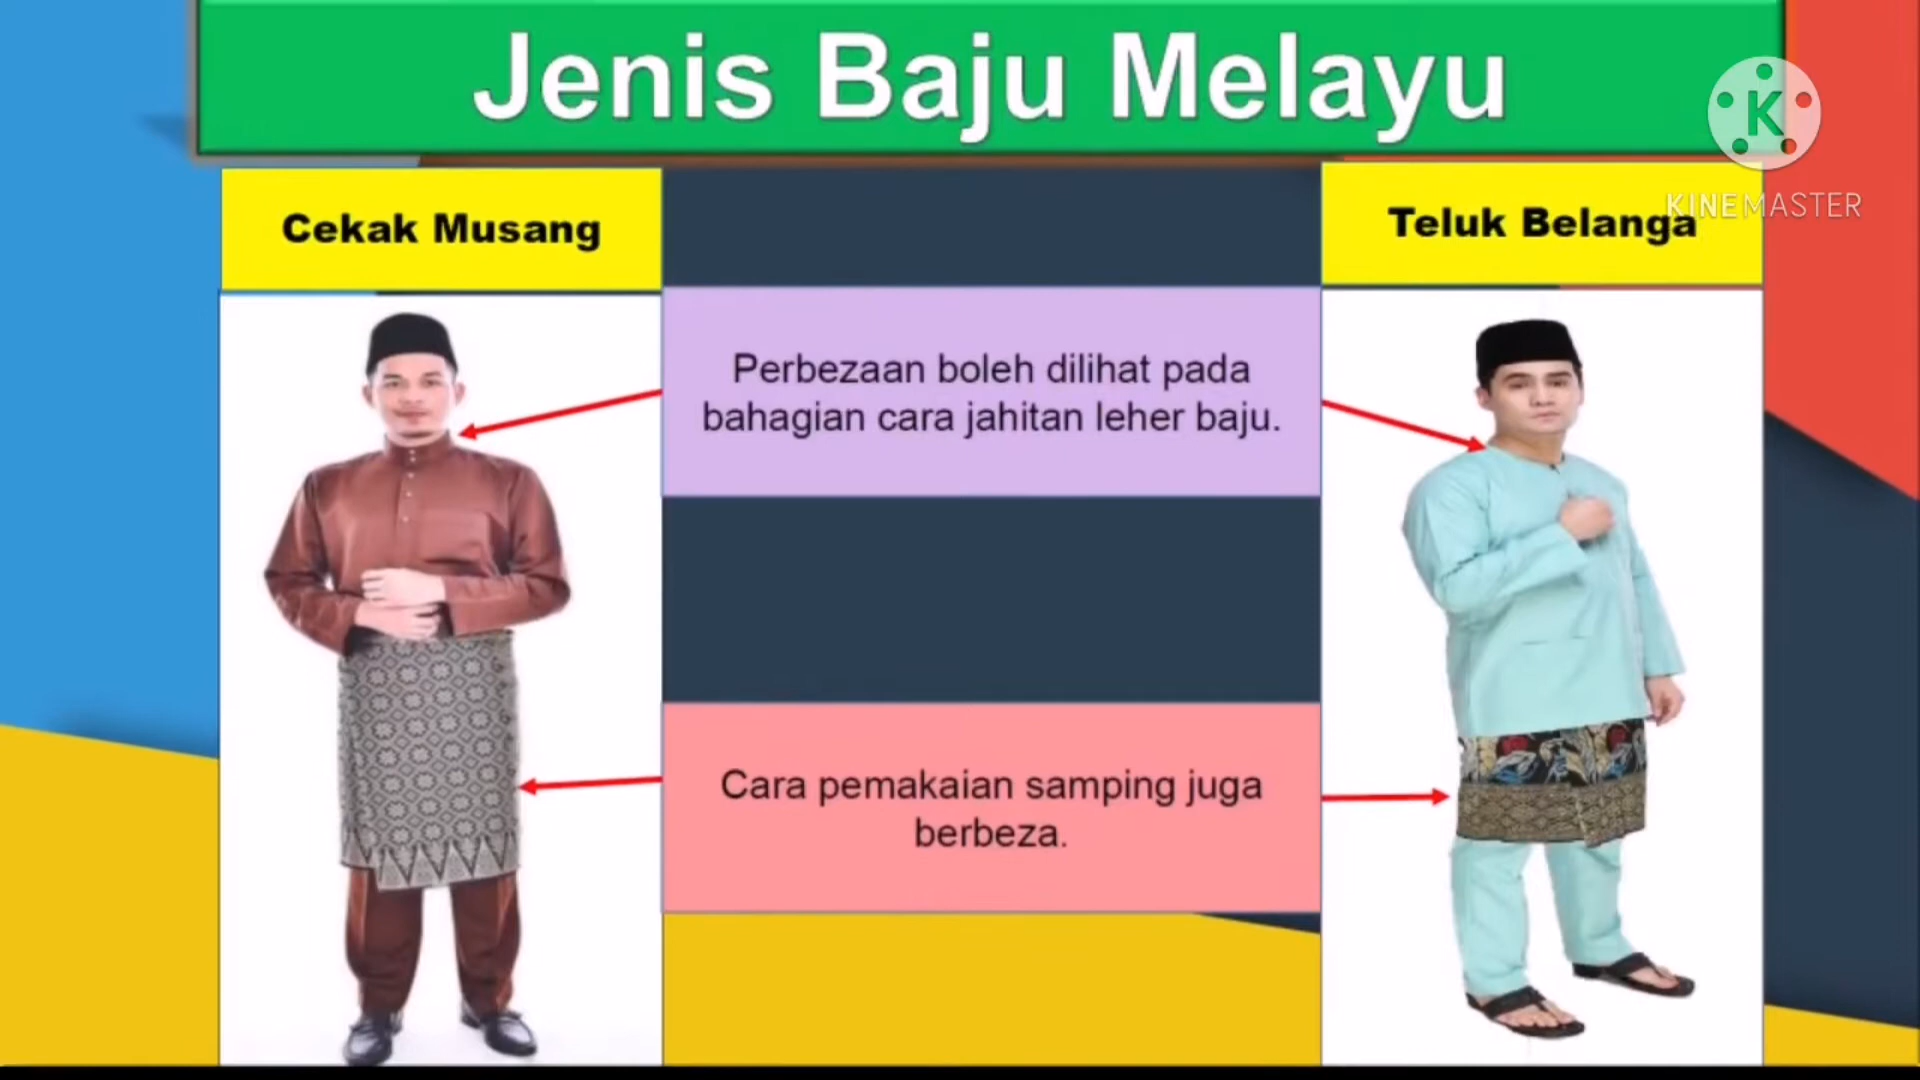 Jenis Baju Melayu
K
KINEMASTER
Cekak Musang
Teluk Belanga
Perbezaan boleh dilihat pada
bahagian cara jahitan leher baju.
Cara pemakaian samping juga
berbeza.